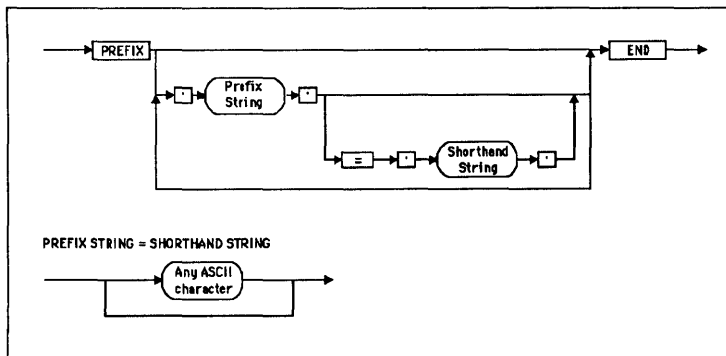 PREFIX
END
'
Prefix
String
'
=
'
Shorthand
String
'
PREFIX STRING = SHORTHAND STRING
Any ASCII
character